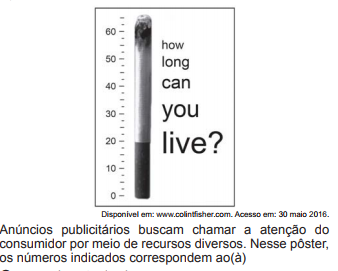 60
50
40
30
20
10
0
how
long
can
you
live?
Disponível em: www.colintfisher.com. Acesso em: 30 maio 2016.
Anúncios publicitários buscam chamar a atenção do
consumidor por meio de recursos diversos. Nesse pôster,
os números indicados correspondem ao(à)